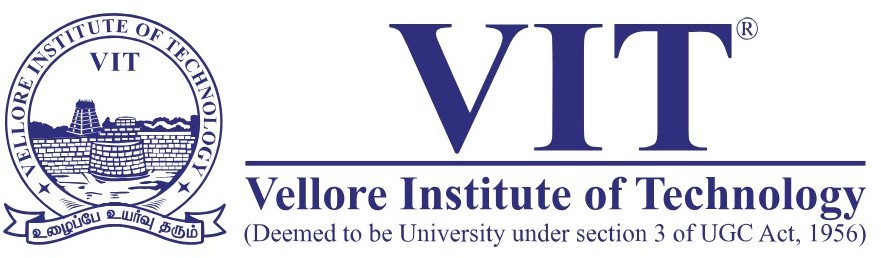 VELLORE INSTITUTE OF TECHNOLOGY
VIT
உழைப்பே உயர்வு தரும்
VIT®
Vellore Institute of Technology
(Deemed to be University under section 3 of UGC Act, 1956)